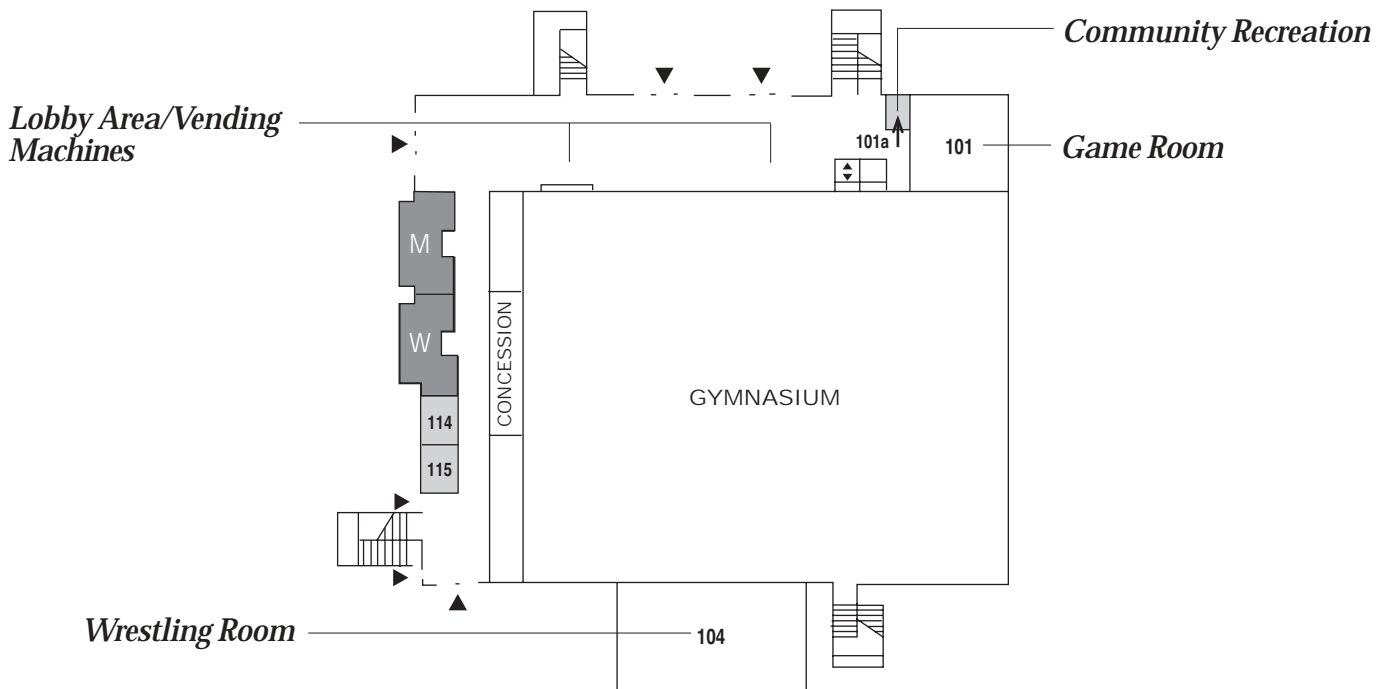 Community Recreation
Lobby Area/Vending
Machines
101a
101
Game Room
M
W
CONCESSION
GYMNASIUM
114
115
Wrestling Room
104